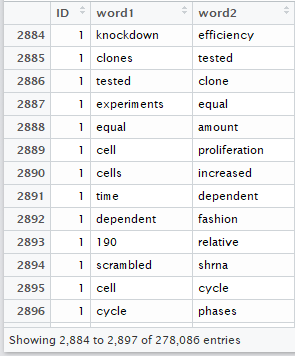 ID word1 word2
2884 1 knockdown efficiency
2885 1 clones tested
2886 1 tested clone
2887 1 experiments equal
2888 1 equal amount
2889 1 cell proliferation
2890 1 cells increased
2891 1 time dependent
2892 1 dependent fashion
2893 1 190 relative
2894 1 scrambled shrna
2895 1 cell cycle
2896 1 cycle phases
Showing 2,884 to 2,897 of 278,086 entries